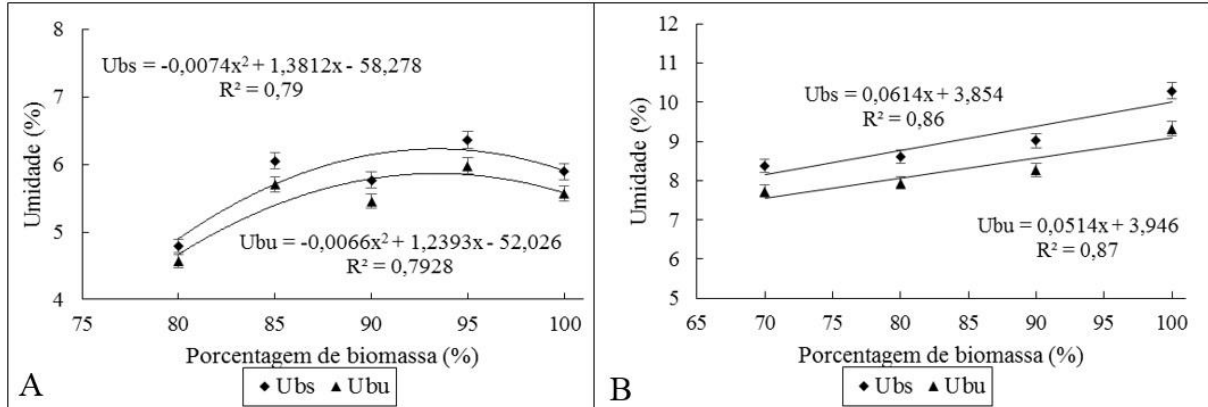 Ubs = -0,0074x² + 1,3812x - 58,278
R² = 0,79
Ubu = -0,0066x² + 1,2393x - 52,026
R² = 0,7928
Umidade (%)
8
7
6
5
4
75 80 85 90 95 100
Porcentagem de biomassa (%)
Ubs Ubu
A
Ubs = 0,0614x + 3,854
R² = 0,86
Ubu = 0,0514x + 3,946
R² = 0,87
Umidade (%)
12
11
10
9
8
7
6
5
65 70 75 80 85 90 95 100
Porcentagem de biomassa (%)
Ubs Ubu
B